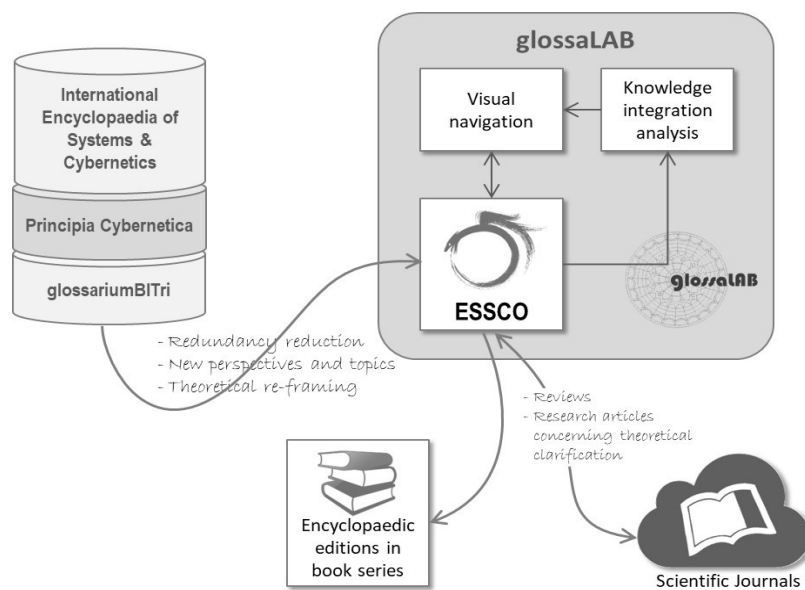 International
Encyclopaedia of
Systems &
Cybernetics
Principia Cybernetica
glossariumBITri
glossaLAB
Visual
navigation
Knowledge
integration
analysis
ESSCO
glossaLAB
- Redundancy reduction
- New perspectives and topics
- Theoretical re-framing
- Reviews
- Research articles
concerning theoretical
clarification
Encyclopaedic
editions in
book series
Scientific Journals